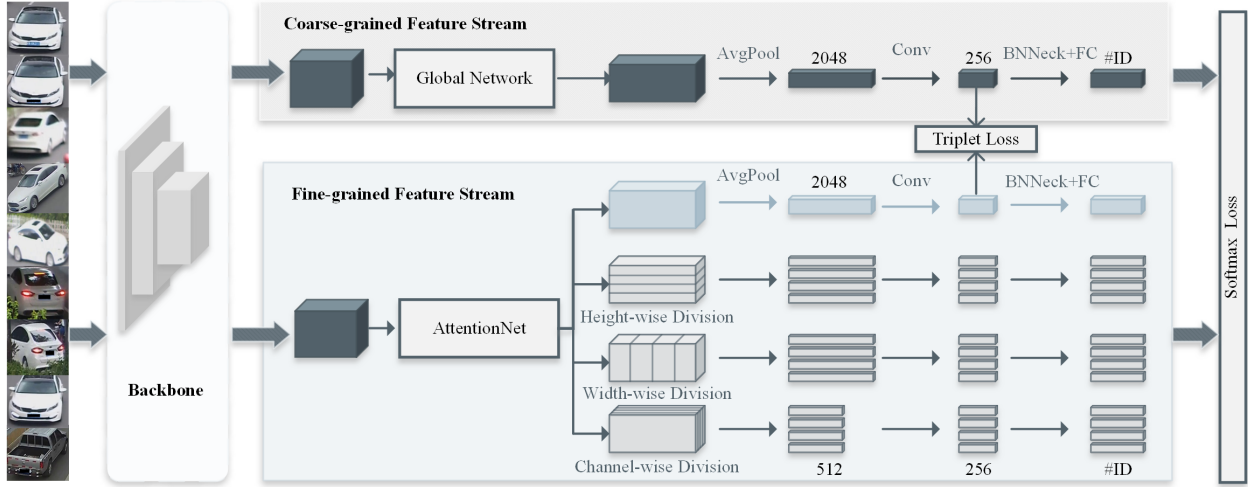 Coarse-grained Feature Stream
Global Network
AvgPool
2048
Conv
256
BNNeck+FC
#ID
Triplet Loss
Fine-grained Feature Stream
AvgPool
2048
Conv
BNNeck+FC
AttentionNet
Height-wise Division
Width-wise Division
Channel-wise Division
512
256
#ID
Backbone
Softmax Loss